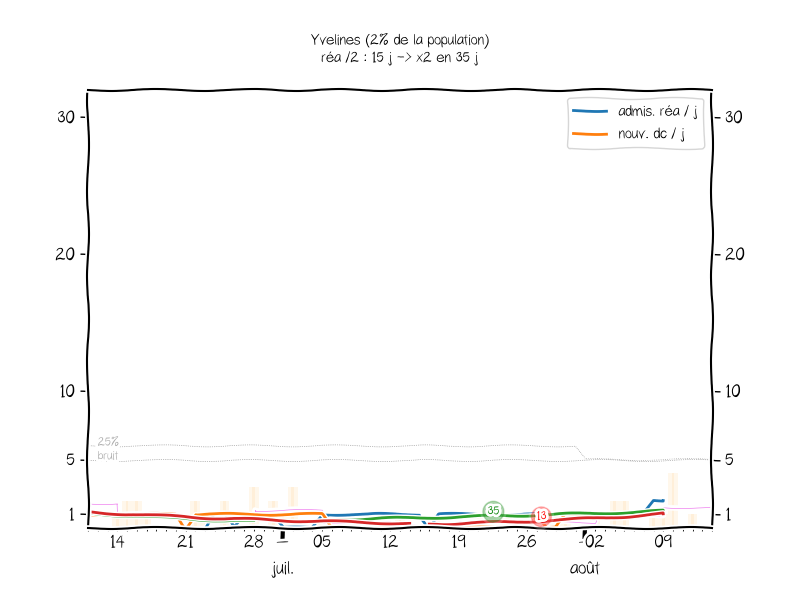 Yvelines (2% de la population)
réa /2 : 15 j -> x2 en 35 j
admis. réa / j
nouv. dc / j
30
30
20
20
10
10
25%
bruit
5
5
35
13
1
1
14 21 28 05 12 19 26 02 09
juil. août